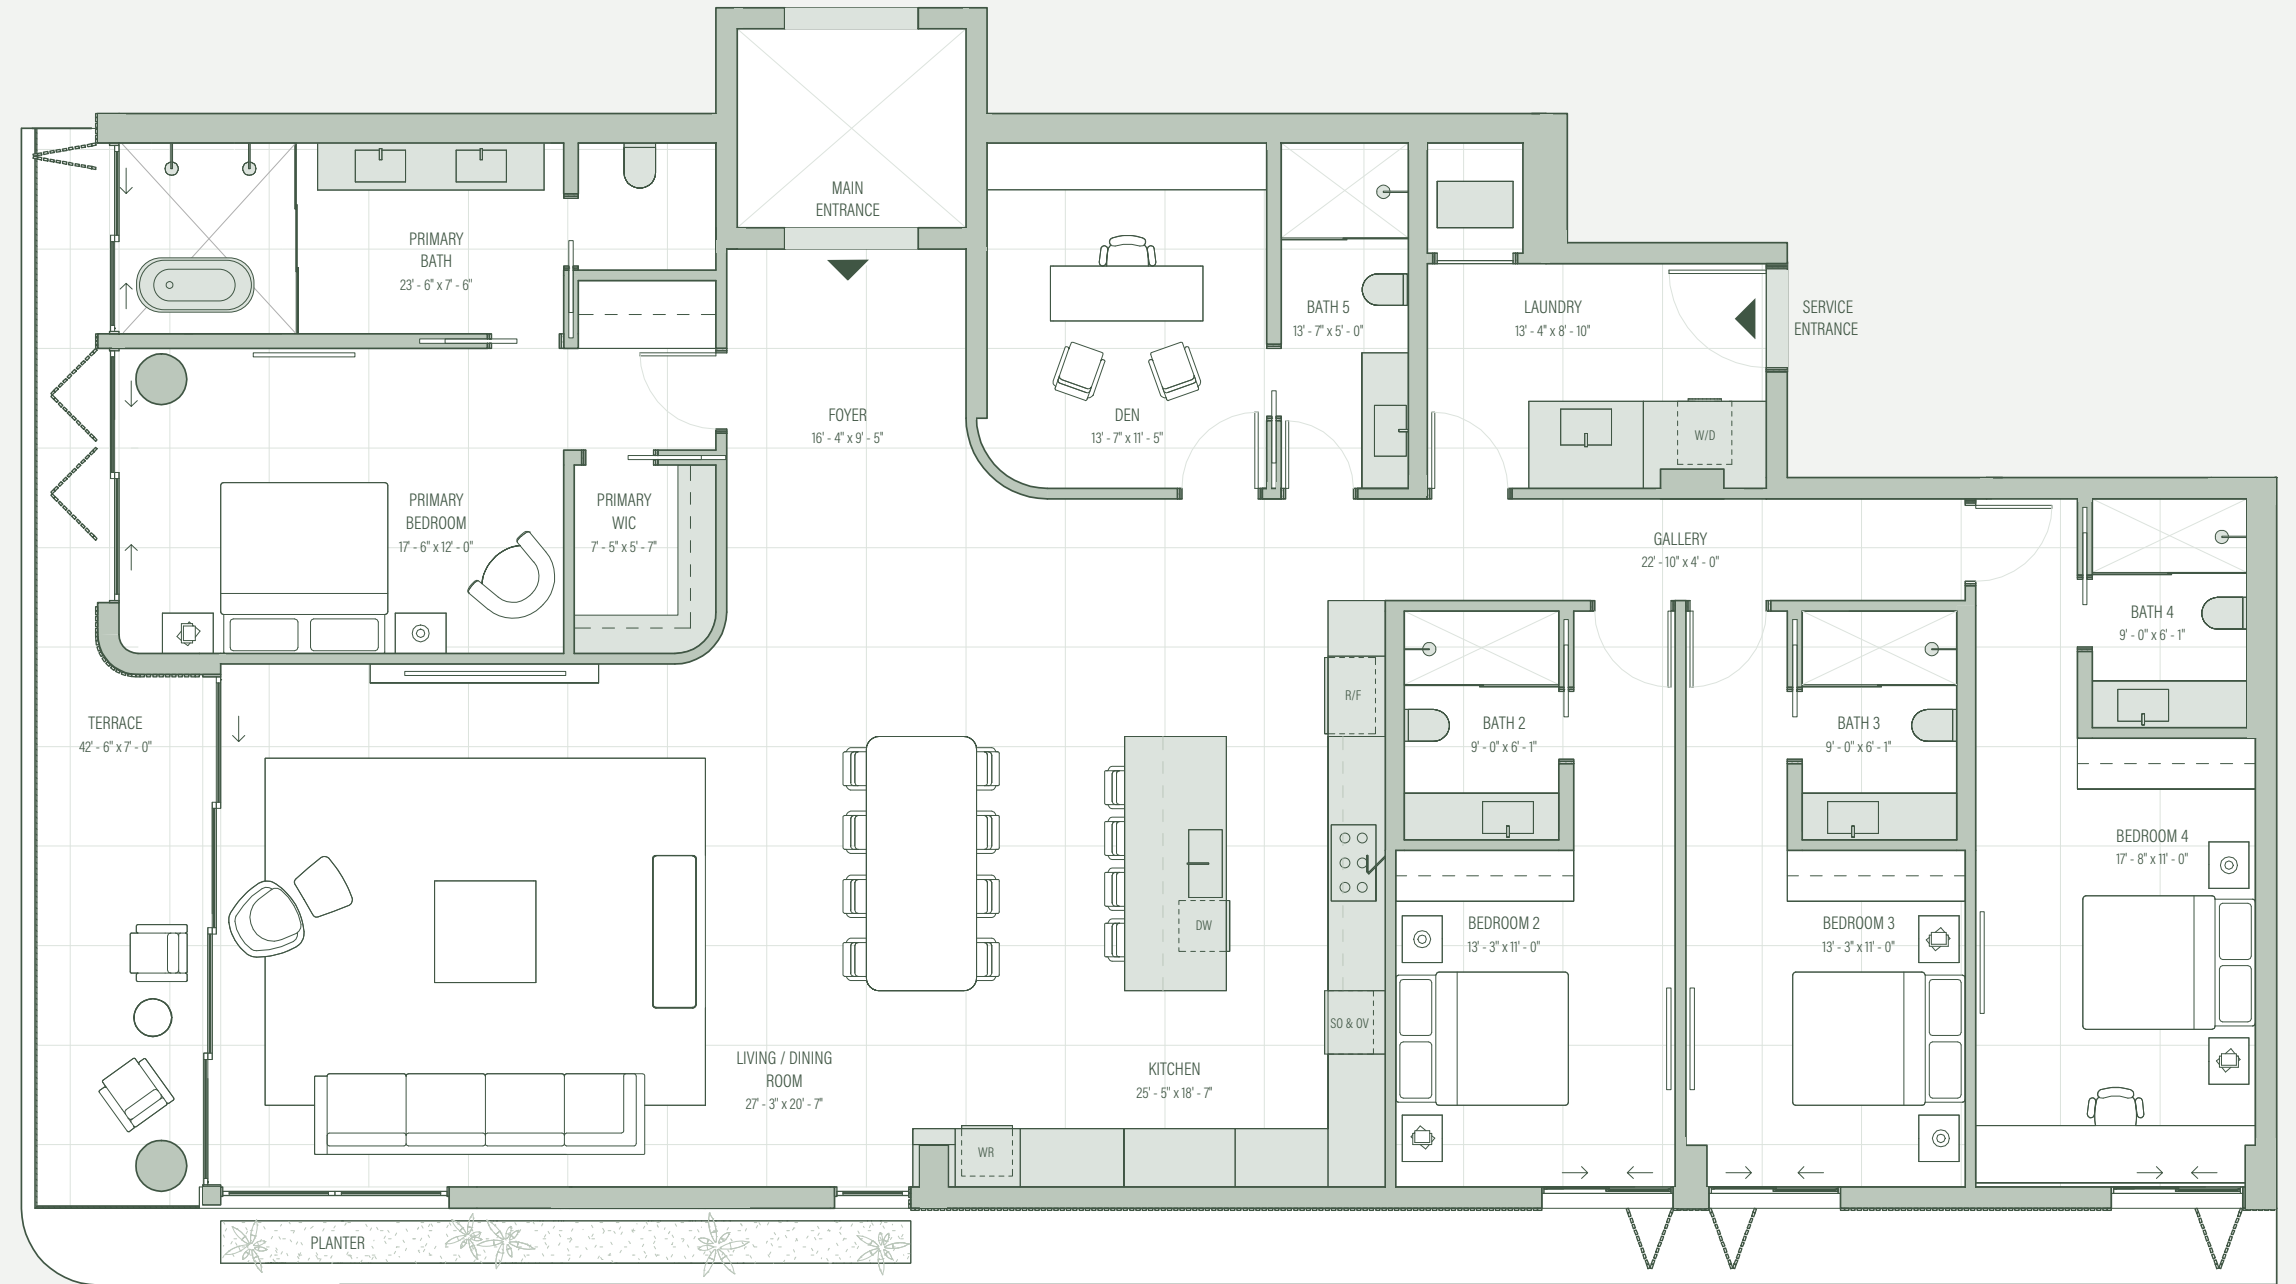 MAIN
ENTRANCE
PRIMARY
BATH
23' - 6" x 7' - 6"
BATH 5
13' - 7" x 5' - 0"
LAUNDRY
13' - 4" x 8' - 10"
SERVICE
ENTRANCE
FOYER
16' - 4" x 9' - 5"
DEN
13' - 7" x 11' - 5"
W/D
PRIMARY
BEDROOM
17' - 6" x 12' - 0"
PRIMARY
WIC
7' - 5" x 5' - 7"
GALLERY
22' - 10" x 4' - 0"
BATH 4
9' - 0" x 6' - 1"
TERRACE
42' - 6" x 7' - 0"
R/F
BATH 2
9' - 0" x 6' - 1"
BATH 3
9' - 0" x 6' - 1"
BEDROOM 4
17' - 8" x 11' - 0"
DW
BEDROOM 2
13' - 3" x 11' - 0"
BEDROOM 3
13' - 3" x 11' - 0"
SO & OV
LIVING / DINING
ROOM
27' - 3" x 20' - 7"
KITCHEN
25' - 5" x 18' - 7"
WR
PLANTER